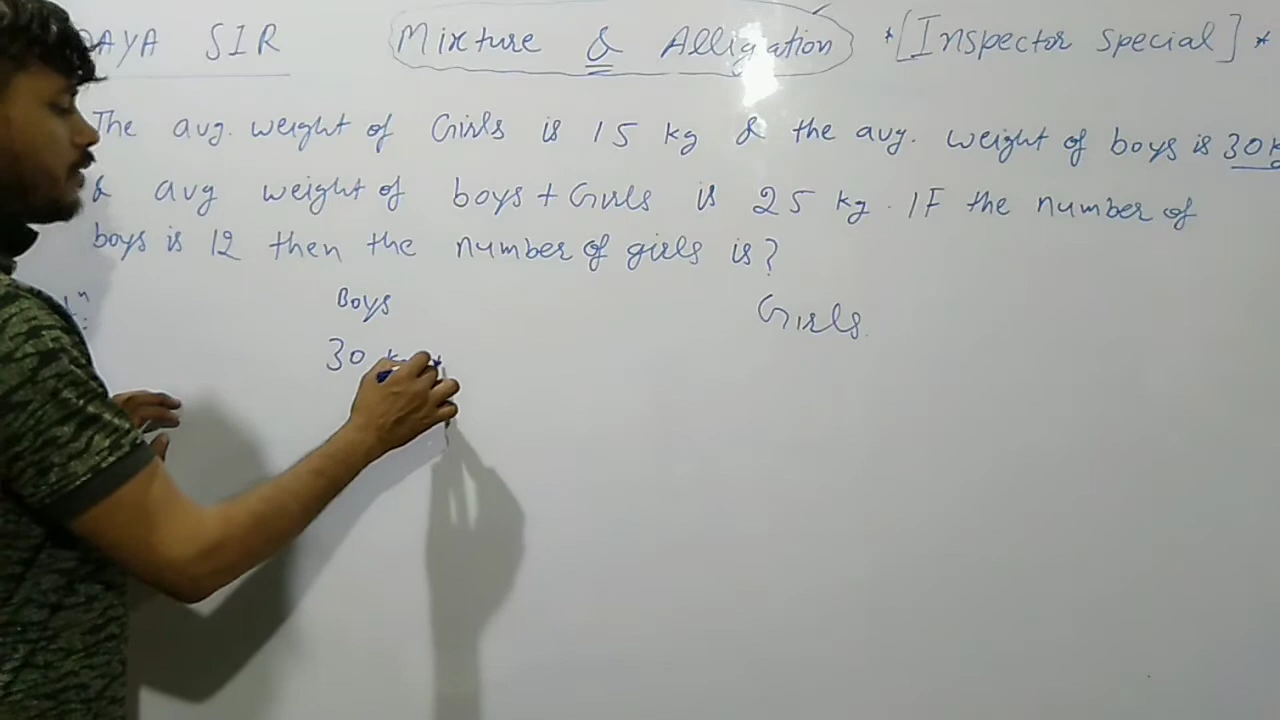 AYA SIR Mixture & Alligation *[Inspector special]*
The avg. weight of Girls is 15 kg & the avg. weight of boys is 30 k
& avg weight of boys + Girls is 25 kg. IF the number of
boys is 12 then the number of girls is?
Boys Girls.
30